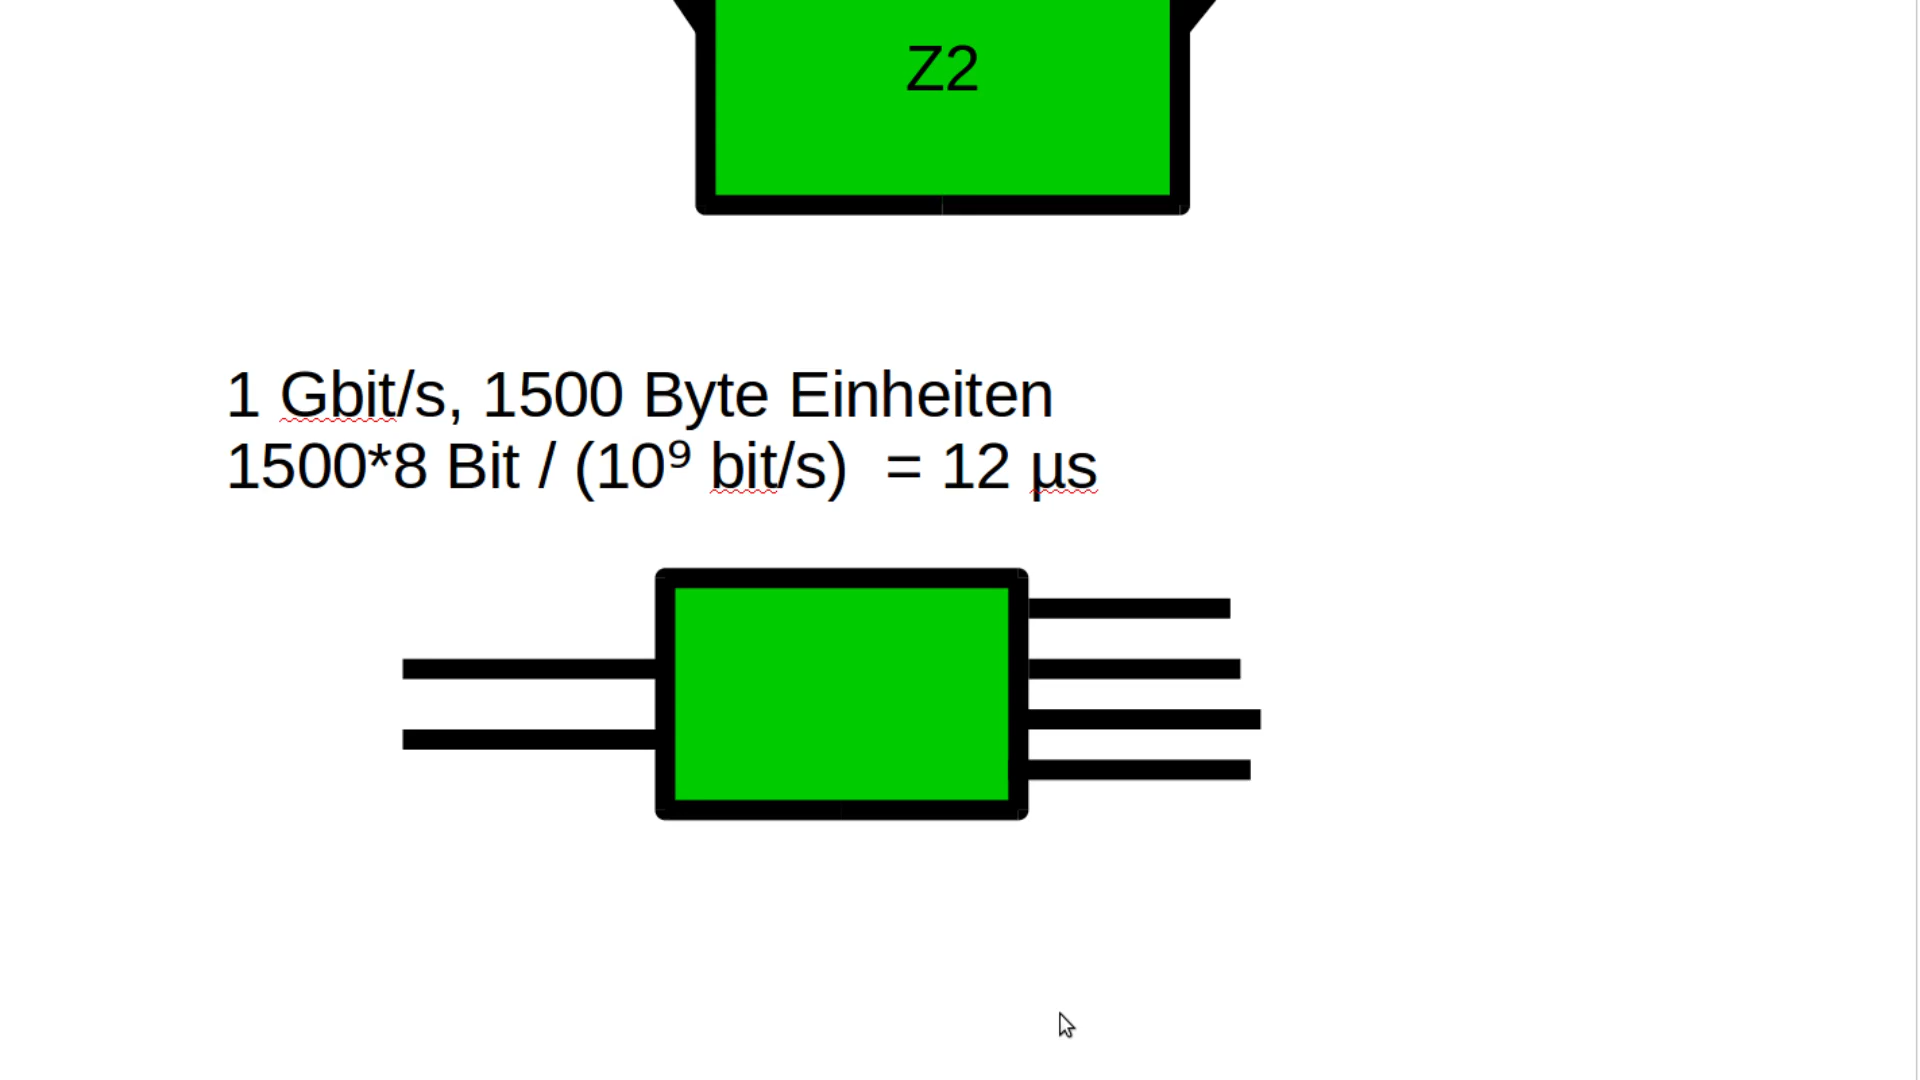 Z2
1 Gbit/s, 1500 Byte Einheiten
1500*8 Bit / (10⁹ bit/s)  = 12 µs